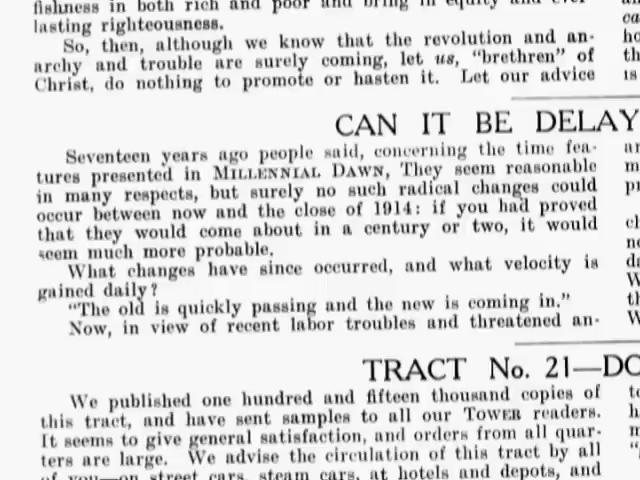 fishness in both rich and poor and bring in equity and ever-
lasting righteousness.
So, then, although we know that the revolution and an-
archy and trouble are surely coming, let us, "brethren" of
Christ, do nothing to promote or hasten it. Let our advice
CAN IT BE DELAY
Seventeen years ago people said, concerning the time fea-
tures presented in MILLENNIAL DAWN, They seem reasonable
in many respects, but surely no such radical changes could
occur between now and the close of 1914: if you had proved
that they would come about in a century or two, it would
seem much more probable.
What changes have since occurred, and what velocity is
gained daily?
"The old is quickly passing and the new is coming in."
Now, in view of recent labor troubles and threatened an-
TRACT No. 21—DO
We published one hundred and fifteen thousand copies of
this tract, and have sent samples to all our TOWER readers.
It seems to give general satisfaction, and orders from all quar-
ters are large. We advise the circulation of this tract by all
of you—on street cars, steam cars, at hotels and depots, and